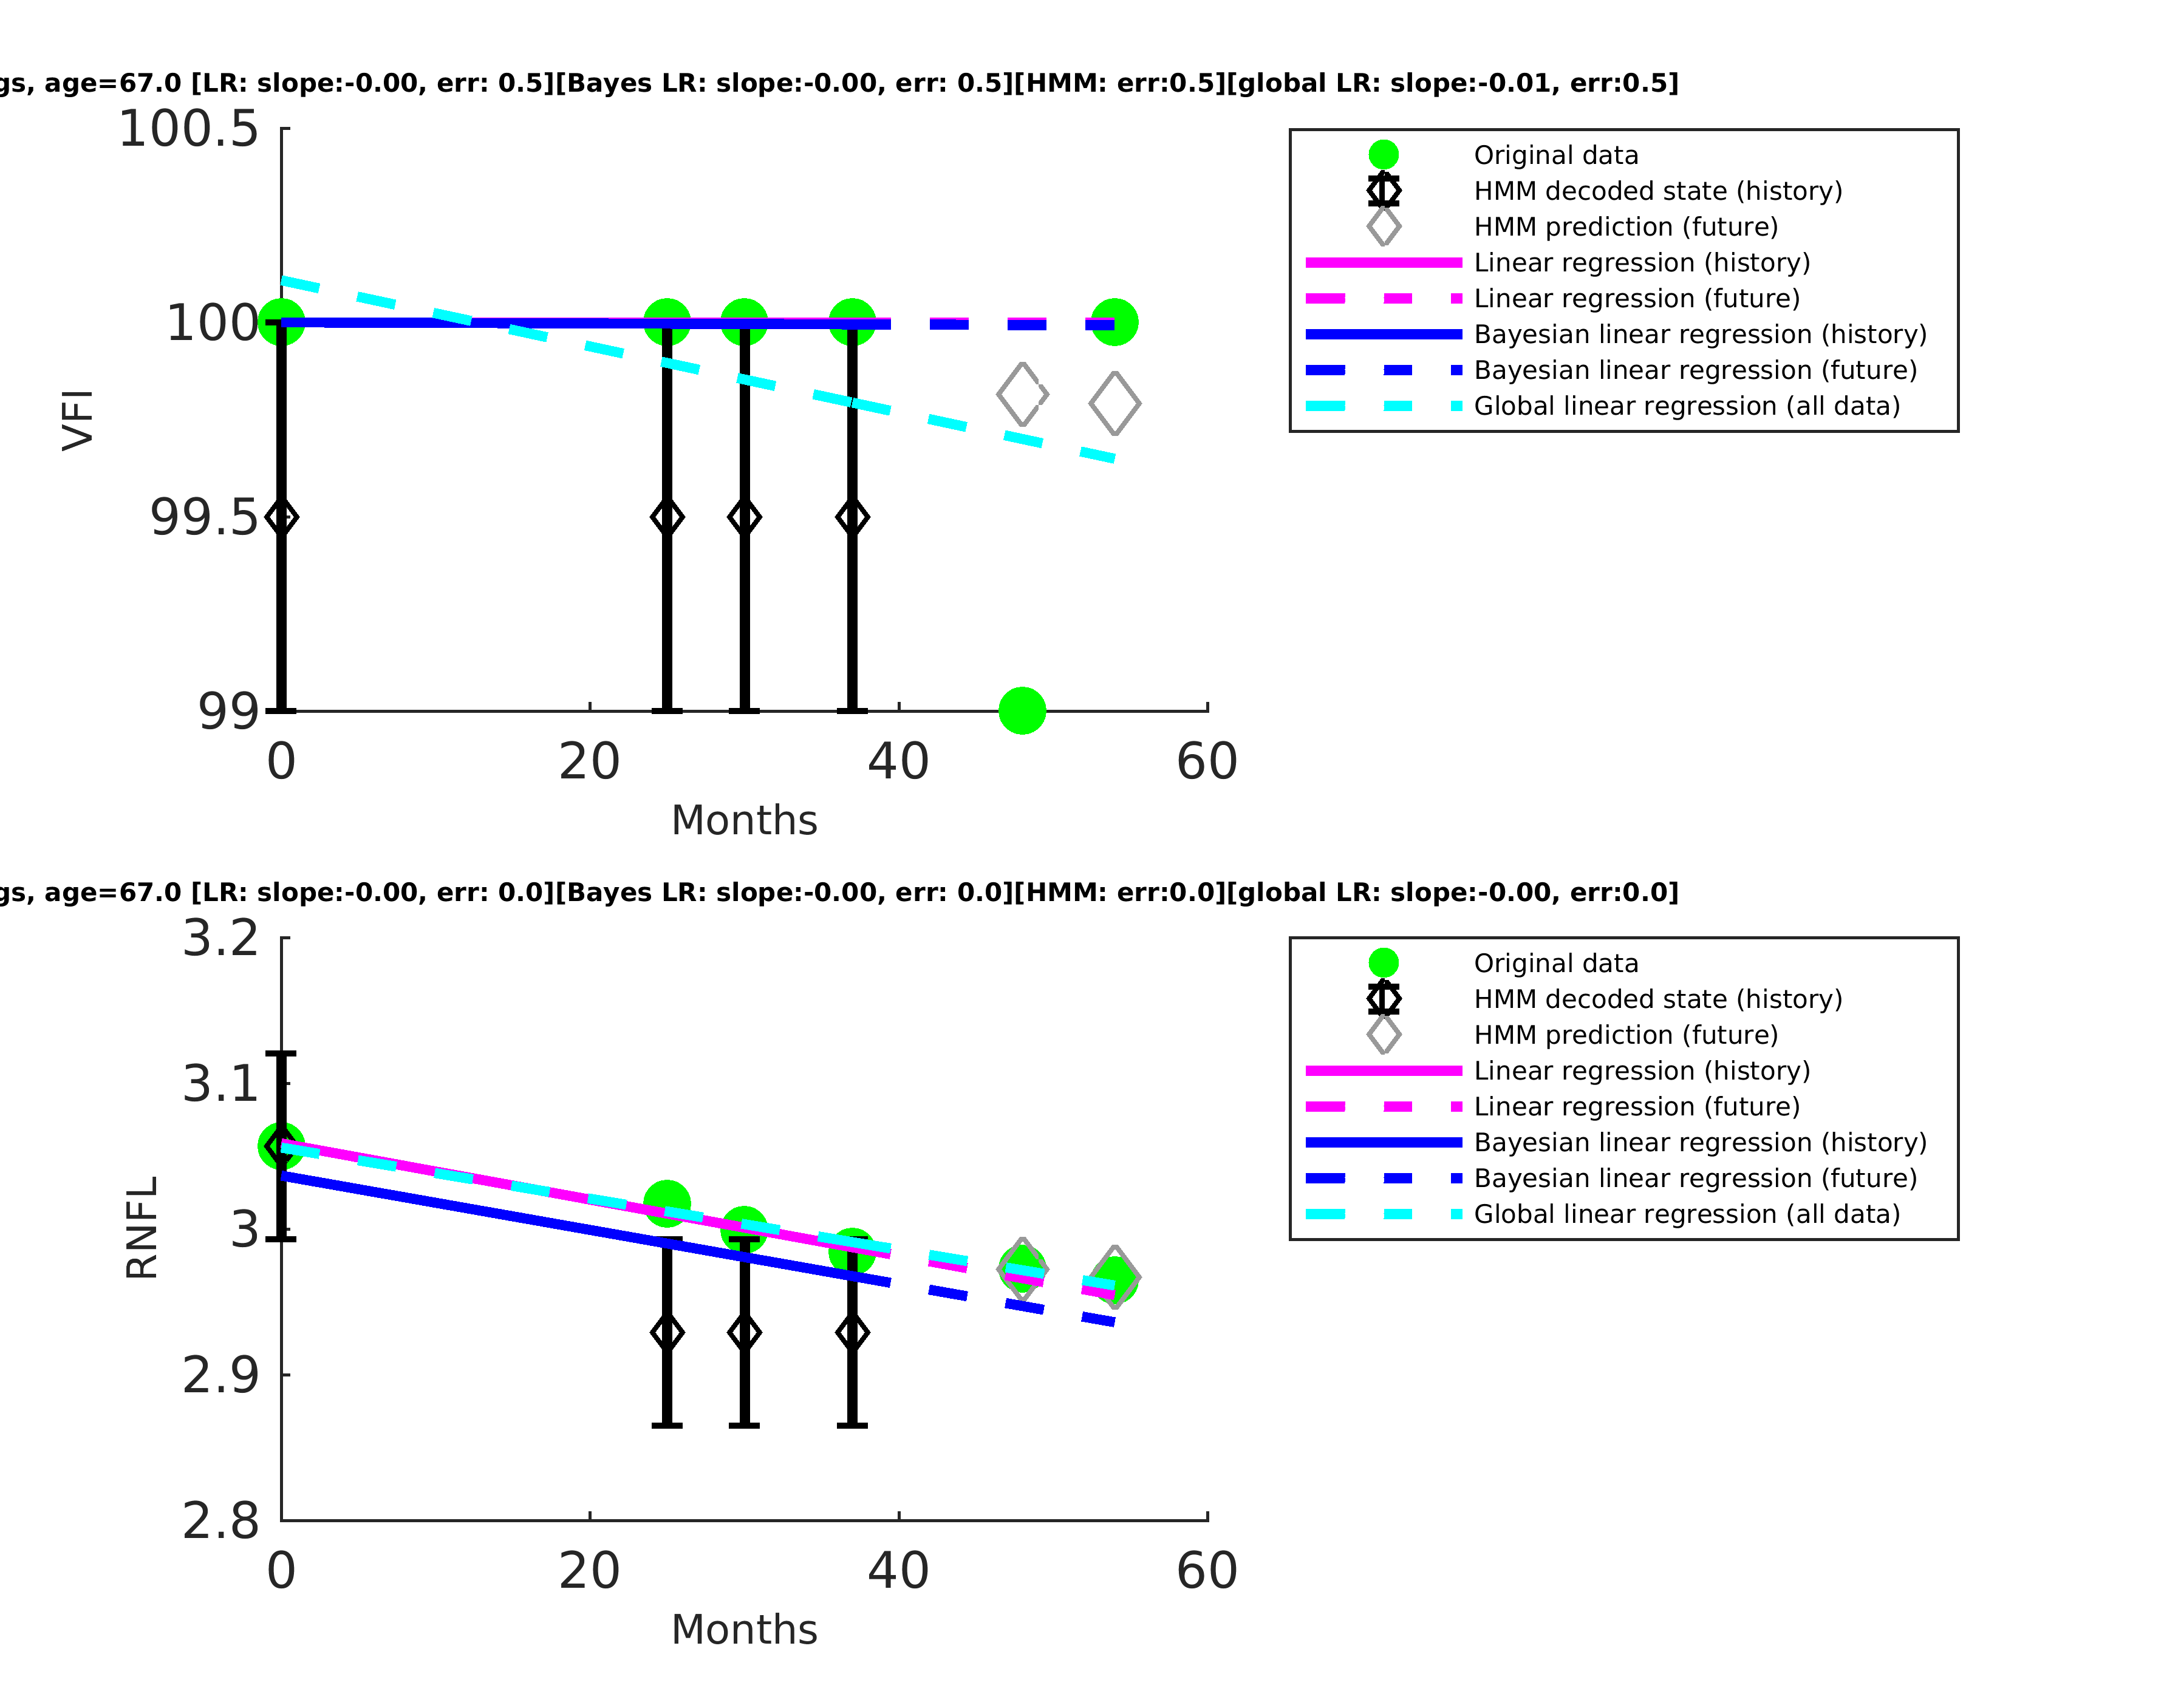 gs, age=67.0 [LR: slope:-0.00, err: 0.5][Bayes LR: slope:-0.00, err: 0.5][HMM: err:0.5][global LR: slope:-0.01, err:0.5]
100.5
100
99.5
99
VFI
0 20 40 60
Months
Original data
HMM decoded state (history)
HMM prediction (future)
Linear regression (history)
Linear regression (future)
Bayesian linear regression (history)
Bayesian linear regression (future)
Global linear regression (all data)
gs, age=67.0 [LR: slope:-0.00, err: 0.0][Bayes LR: slope:-0.00, err: 0.0][HMM: err:0.0][global LR: slope:-0.00, err:0.0]
3.2
3.1
3
2.9
2.8
RNFL
0 20 40 60
Months
Original data
HMM decoded state (history)
HMM prediction (future)
Linear regression (history)
Linear regression (future)
Bayesian linear regression (history)
Bayesian linear regression (future)
Global linear regression (all data)